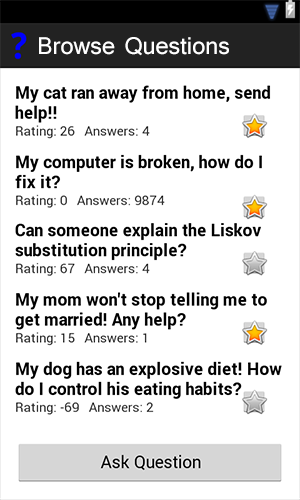 ? Browse Questions
My cat ran away from home, send
help!!
Rating: 26 Answers: 4
My computer is broken, how do I
fix it?
Rating: 0 Answers: 9874
Can someone explain the Liskov
substitution principle?
Rating: 67 Answers: 4
My mom won't stop telling me to
get married! Any help?
Rating: 15 Answers: 1
My dog has an explosive diet! How
do I control his eating habits?
Rating: -69 Answers: 2
Ask Question